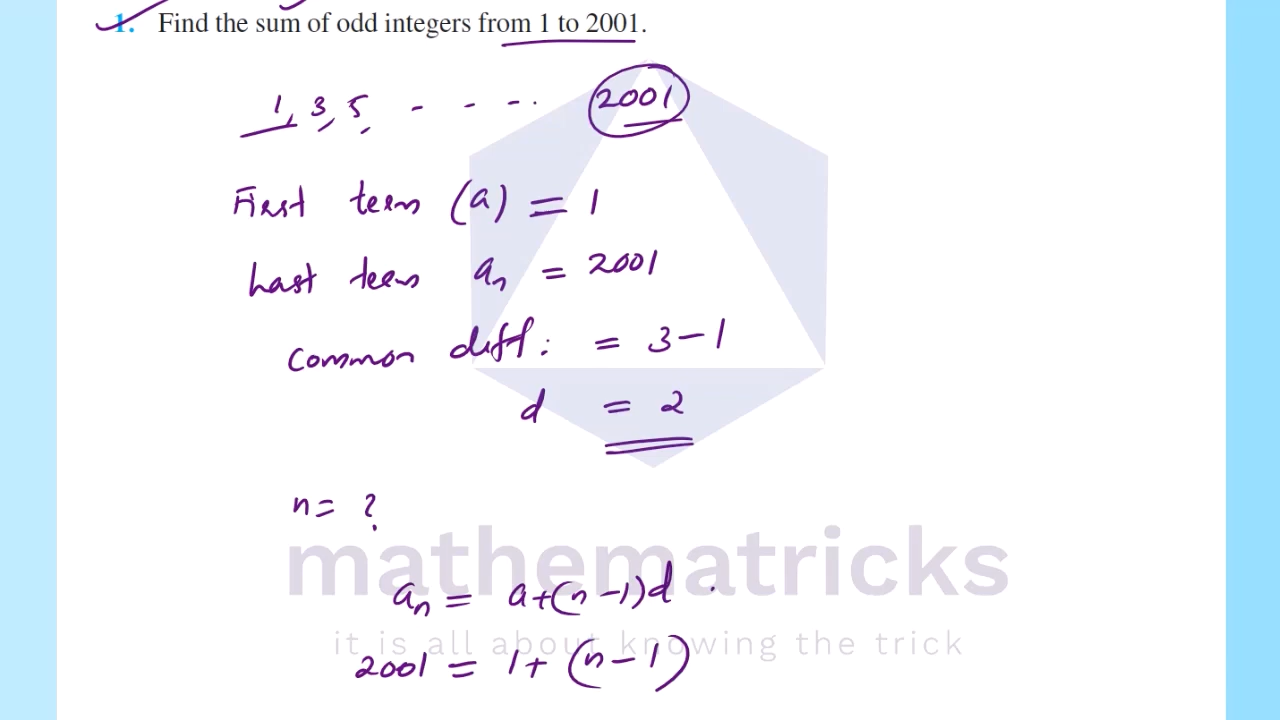 1. Find the sum of odd integers from 1 to 2001.
1, 3, 5, - - - . 2001
First term (a) = 1
Last term an = 2001
Common diff: = 3-1
d = 2
n= ?
mathematricks
an = a+(n-1)d .
it is all about knowing the trick
2001 = 1+ (n-1)